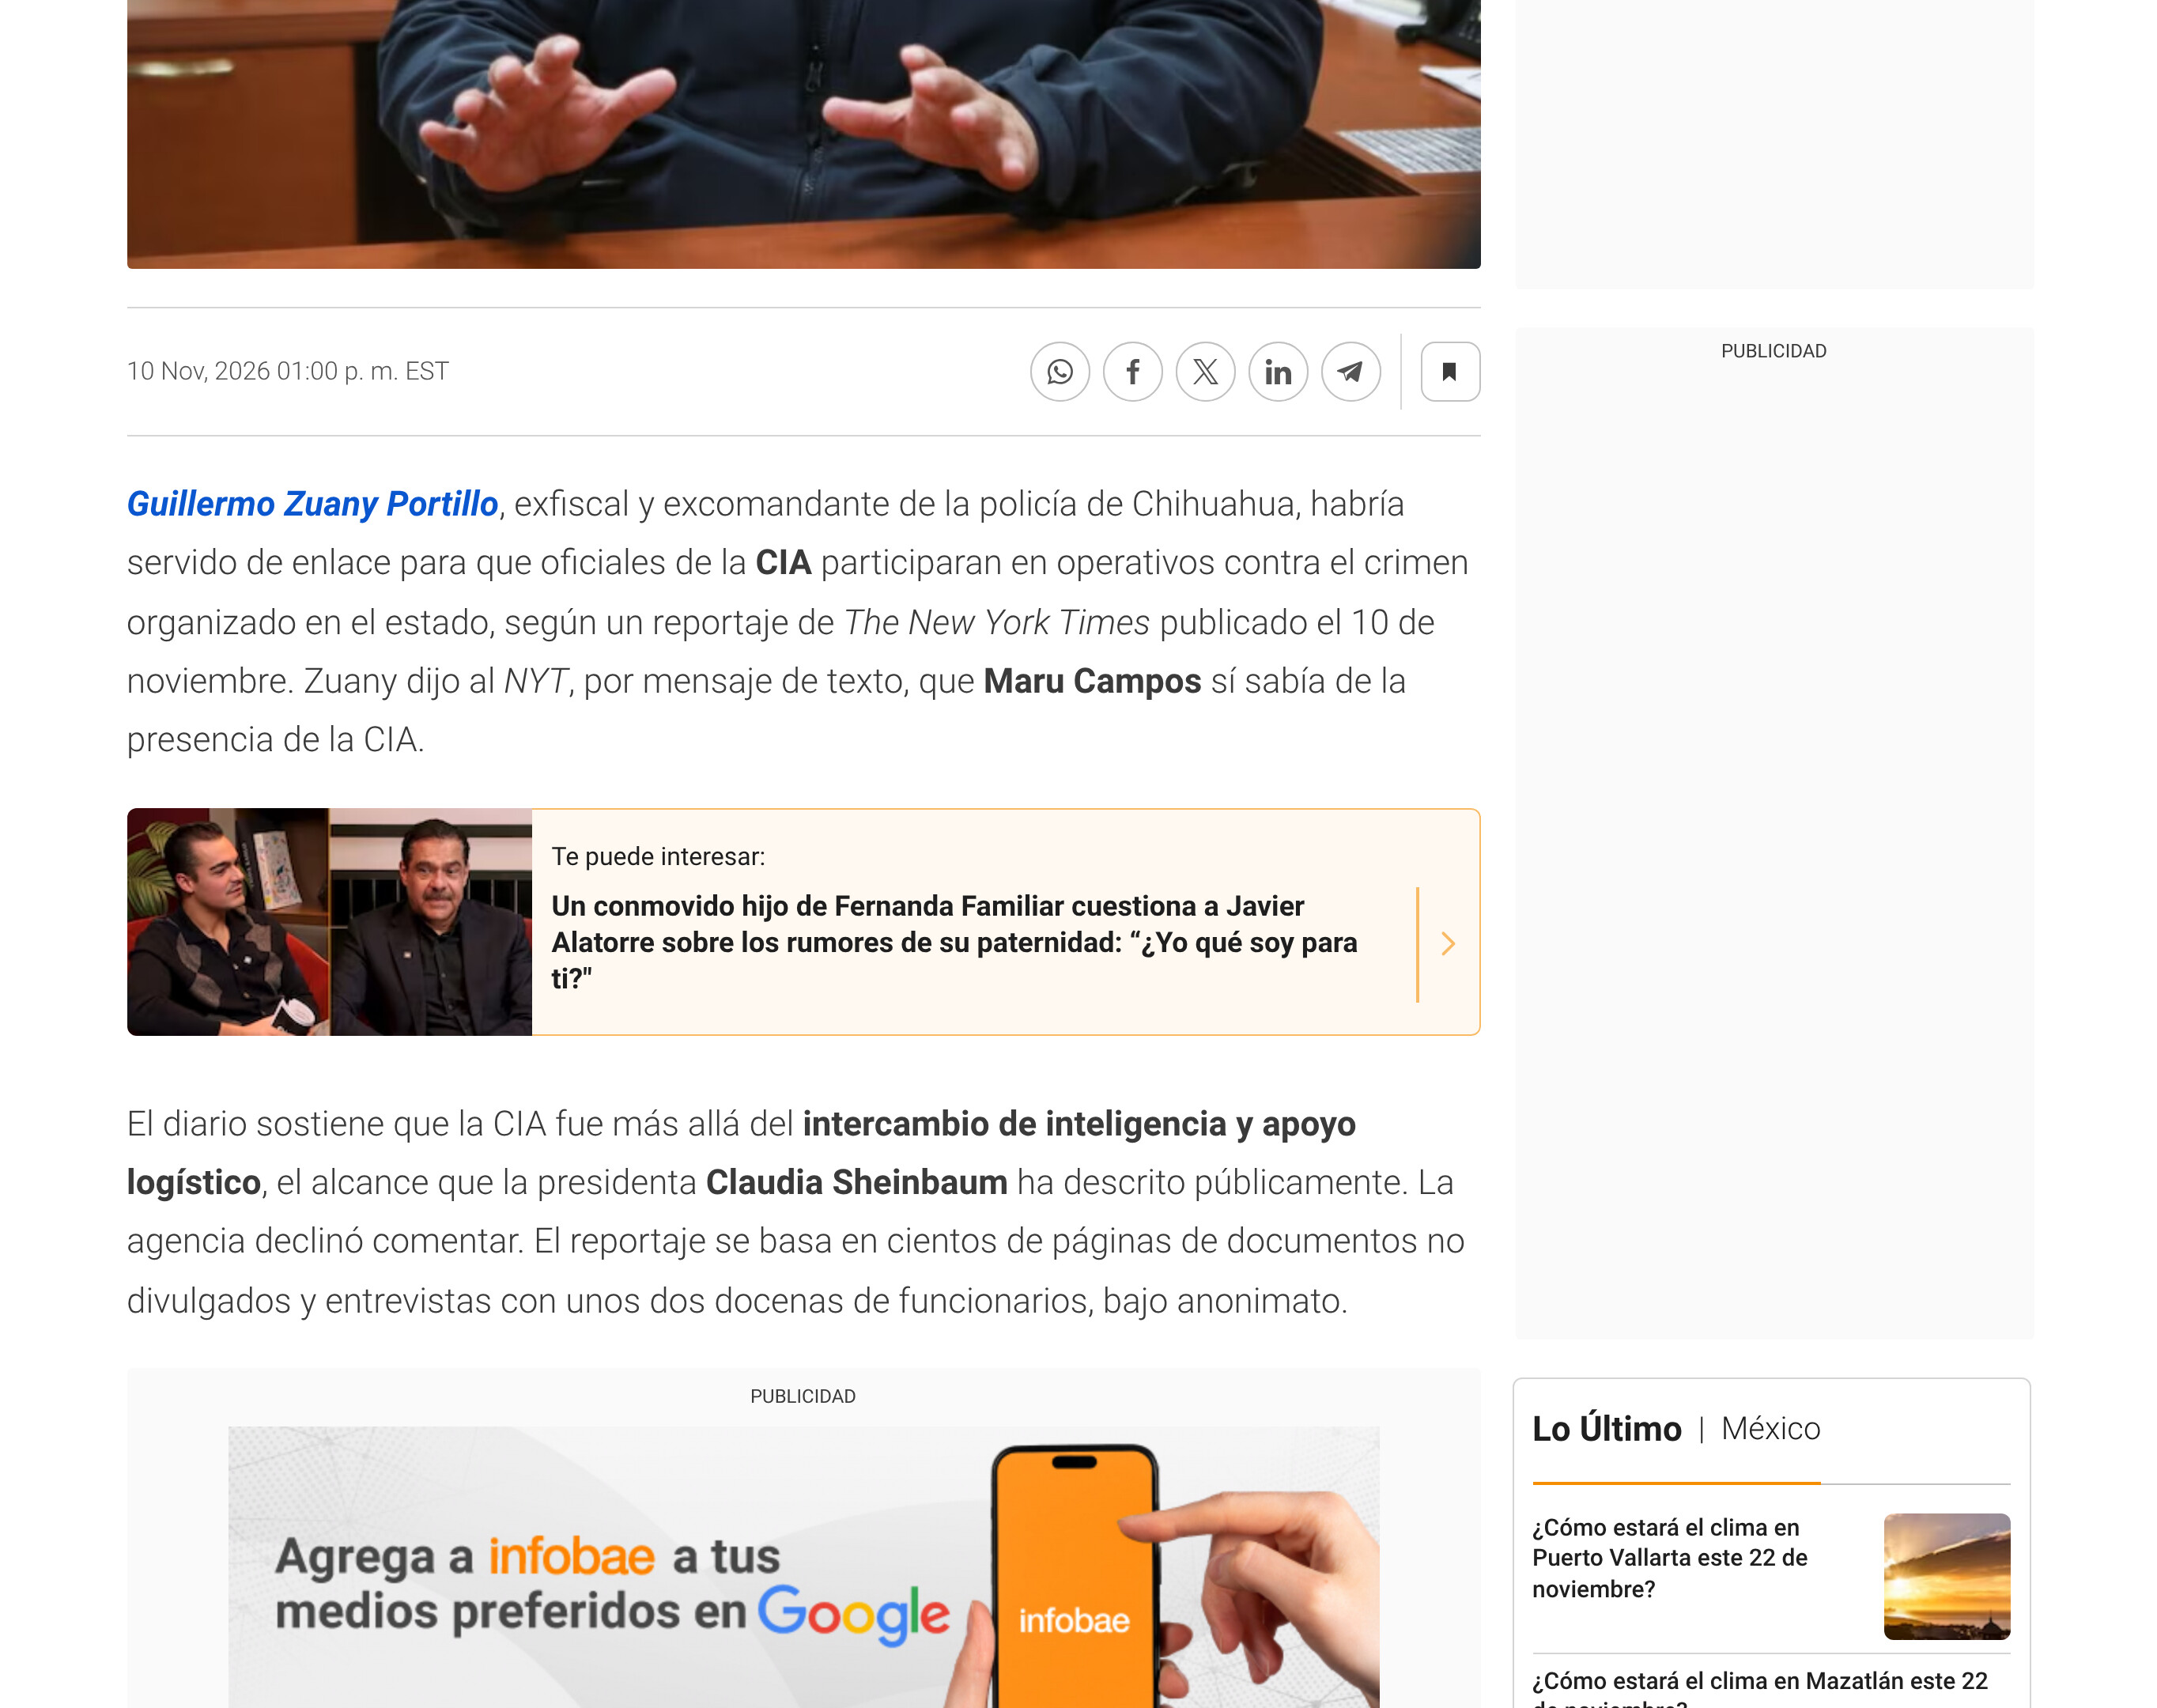 10 Nov, 2026 01:00 p. m. EST
Guillermo Zuany Portillo, exfiscal y excomandante de la policía de Chihuahua, habría
servido de enlace para que oficiales de la CIA participaran en operativos contra el crimen
organizado en el estado, según un reportaje de The New York Times publicado el 10 de
noviembre. Zuany dijo al NYT, por mensaje de texto, que Maru Campos sí sabía de la
presencia de la CIA.
Te puede interesar:
Un conmovido hijo de Fernanda Familiar cuestiona a Javier
Alatorre sobre los rumores de su paternidad: “¿Yo qué soy para
ti?"
El diario sostiene que la CIA fue más allá del intercambio de inteligencia y apoyo
logístico, el alcance que la presidenta Claudia Sheinbaum ha descrito públicamente. La
agencia declinó comentar. El reportaje se basa en cientos de páginas de documentos no
divulgados y entrevistas con unos dos docenas de funcionarios, bajo anonimato.
PUBLICIDAD
Agrega a infobae a tus
medios preferidos en Google
infobae
PUBLICIDAD
Lo Último | México
¿Cómo estará el clima en
Puerto Vallarta este 22 de
noviembre?
¿Cómo estará el clima en Mazatlán este 22
de noviembre?